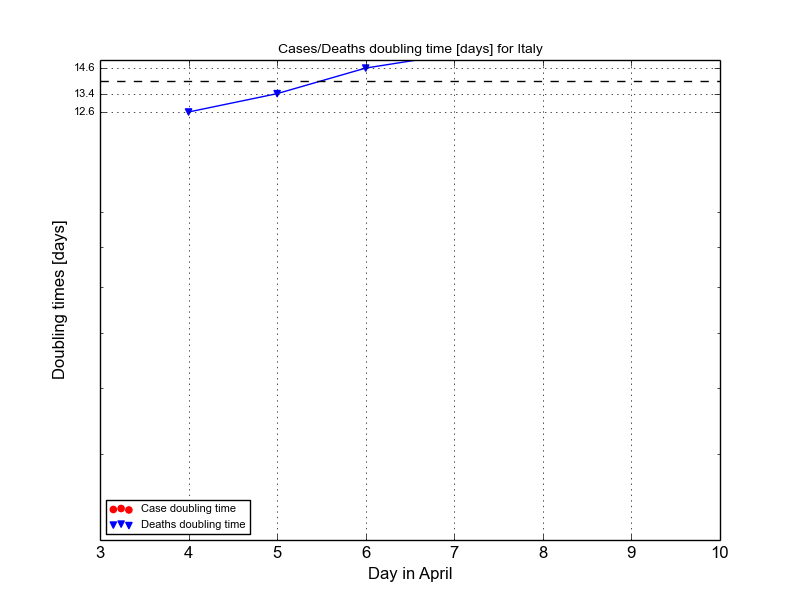 Cases/Deaths doubling time [days] for Italy
14.6
13.4
12.6
Doubling times [days]
Case doubling time
Deaths doubling time
3 4 5 6 7 8 9 10
Day in April